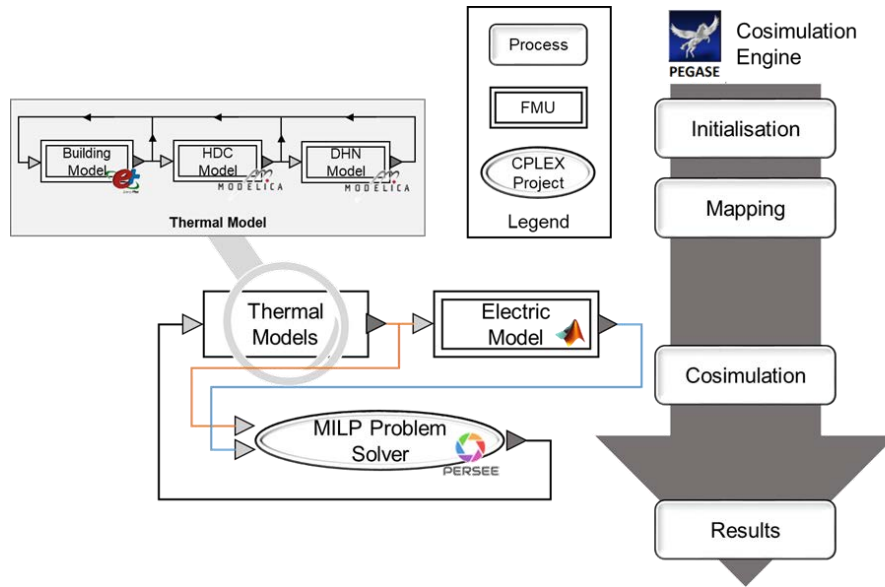 Building
Model
HDC
Model
MODELICA
DHN
Model
MODELICA
Thermal Model
Process
FMU
CPLEX
Project
Legend
PEGASE
Cosimulation
Engine
Initialisation
Mapping
Cosimulation
Results
Thermal
Models
Electric
Model
MILP Problem
Solver
PERSEE